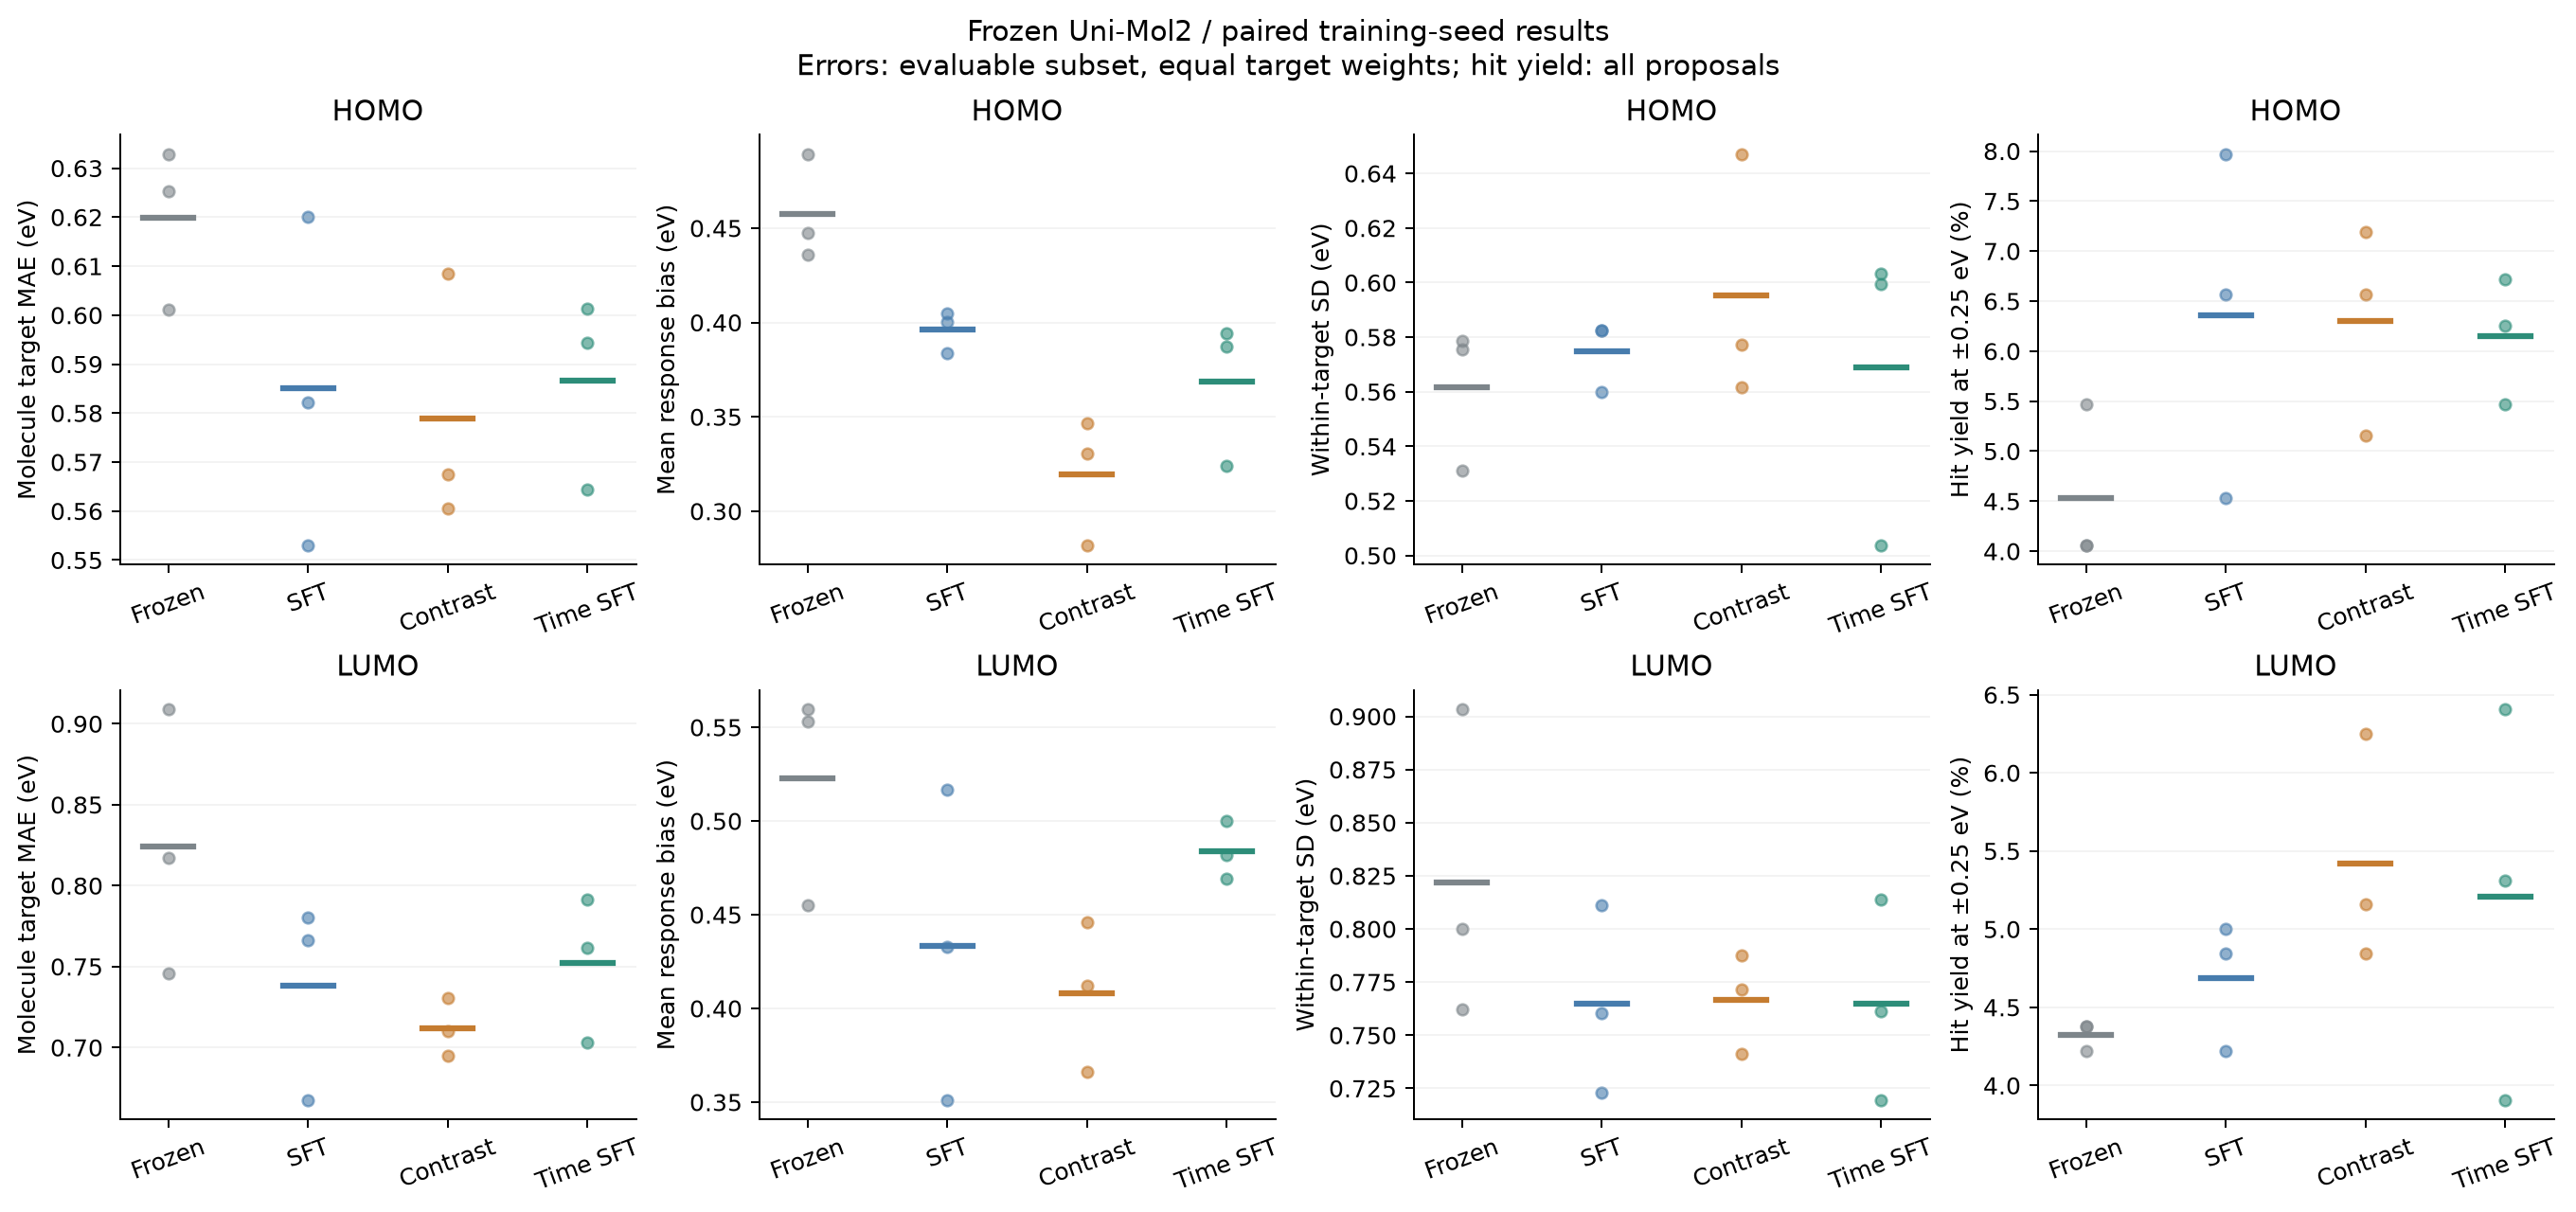 Frozen Uni-Mol2 / paired training-seed results
Errors: evaluable subset, equal target weights; hit yield: all proposals
HOMO
Molecule target MAE (eV)
0.63
0.62
0.61
0.60
0.59
0.58
0.57
0.56
0.55
Frozen
SFT
Contrast
Time SFT
HOMO
Mean response bias (eV)
0.45
0.40
0.35
0.30
Frozen
SFT
Contrast
Time SFT
HOMO
Within-target SD (eV)
0.64
0.62
0.60
0.58
0.56
0.54
0.52
0.50
Frozen
SFT
Contrast
Time SFT
HOMO
Hit yield at ±0.25 eV (%)
8.0
7.5
7.0
6.5
6.0
5.5
5.0
4.5
4.0
Frozen
SFT
Contrast
Time SFT
LUMO
Molecule target MAE (eV)
0.90
0.85
0.80
0.75
0.70
Frozen
SFT
Contrast
Time SFT
LUMO
Mean response bias (eV)
0.55
0.50
0.45
0.40
0.35
Frozen
SFT
Contrast
Time SFT
LUMO
Within-target SD (eV)
0.900
0.875
0.850
0.825
0.800
0.775
0.750
0.725
Frozen
SFT
Contrast
Time SFT
LUMO
Hit yield at ±0.25 eV (%)
6.5
6.0
5.5
5.0
4.5
4.0
Frozen
SFT
Contrast
Time SFT